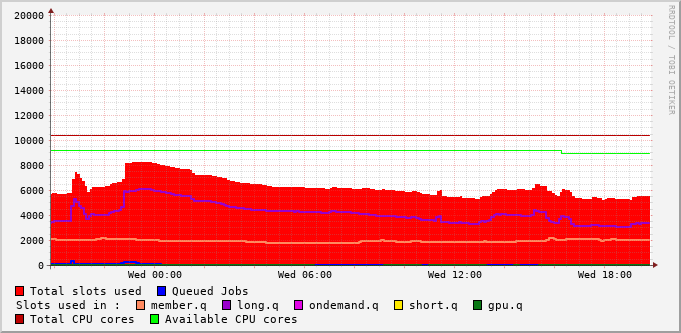 20000
18000
16000
14000
12000
10000
8000
6000
4000
2000
0
Wed 00:00 Wed 06:00 Wed 12:00 Wed 18:00
RRDTOOL / TOBI OETIKER
Total slots used Queued Jobs
Slots used in : member.q long.q ondemand.q short.q gpu.q
Total CPU cores Available CPU cores